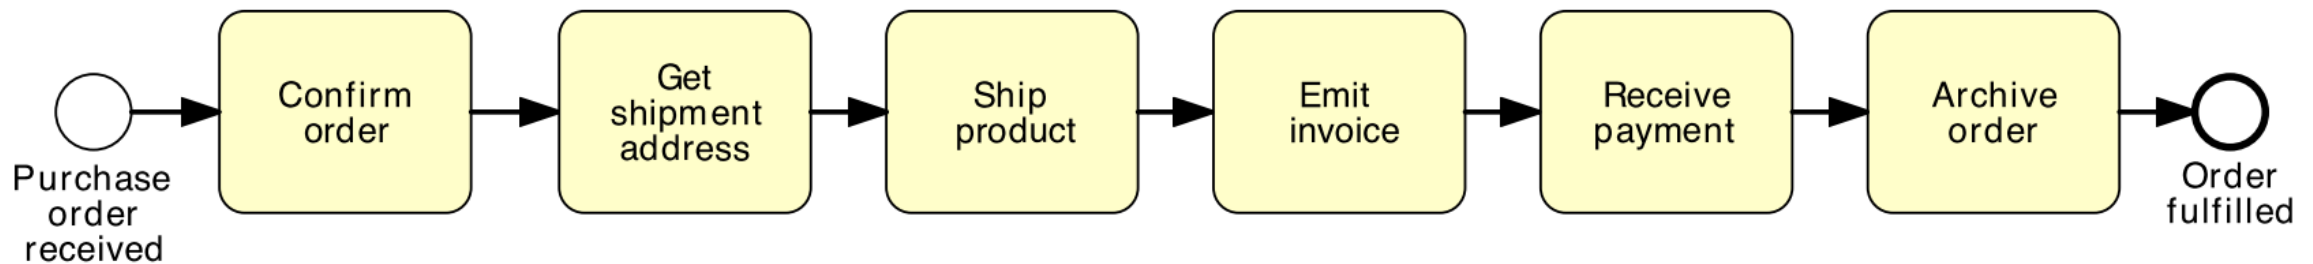 Purchase
order
received
Confirm
order
Get
shipment
address
Ship
product
Emit
invoice
Receive
payment
Archive
order
Order
fulfilled